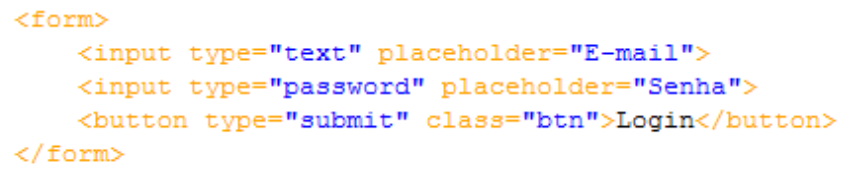 <form>
    <input type="text" placeholder="E-mail">
    <input type="password" placeholder="Senha">
    <button type="submit" class="btn">Login</button>
</form>